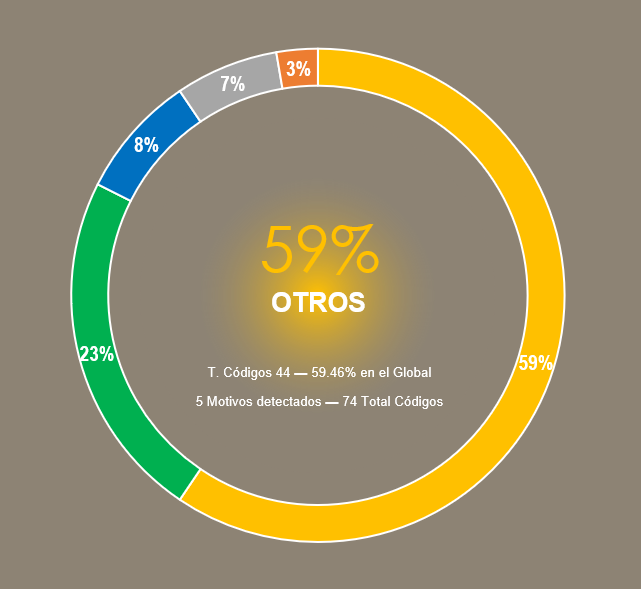 3%
7%
8%
59%
OTROS
23%
59%
T. Códigos 44 — 59.46% en el Global
5 Motivos detectados — 74 Total Códigos